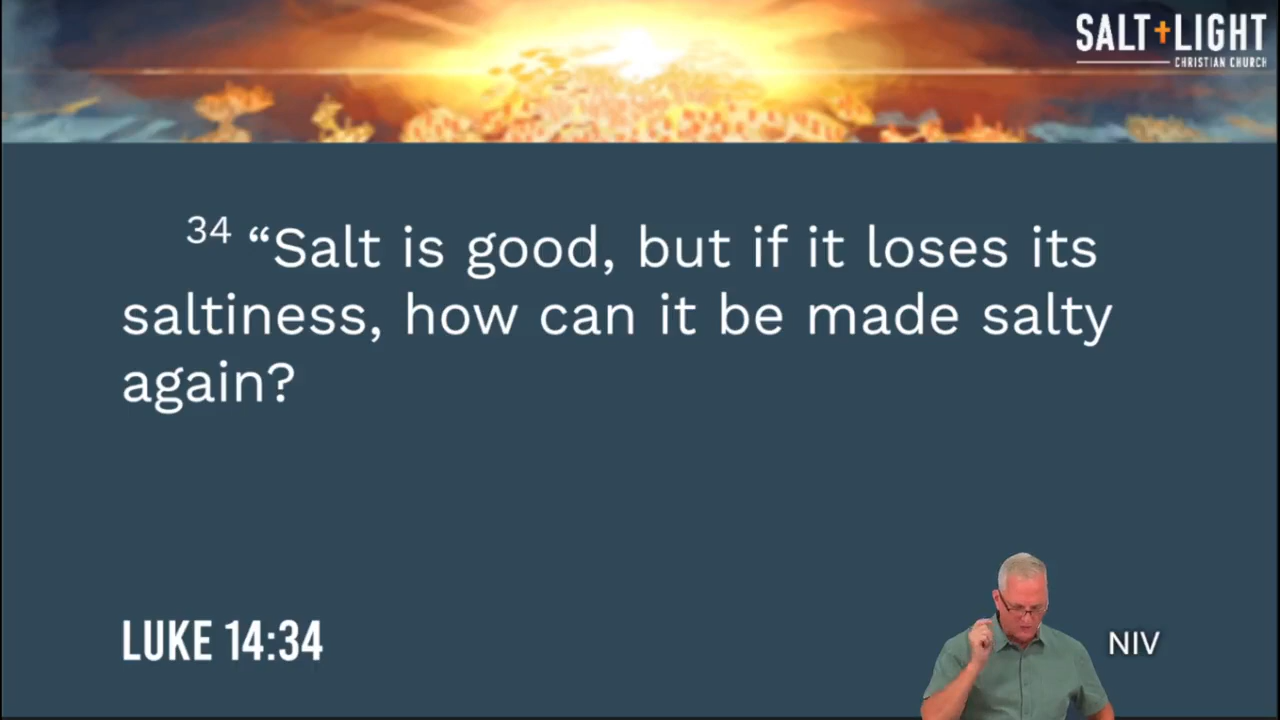 SALT+LIGHT
CHRISTIAN CHURCH
34 “Salt is good, but if it loses its
saltiness, how can it be made salty
again?
LUKE 14:34
NIV